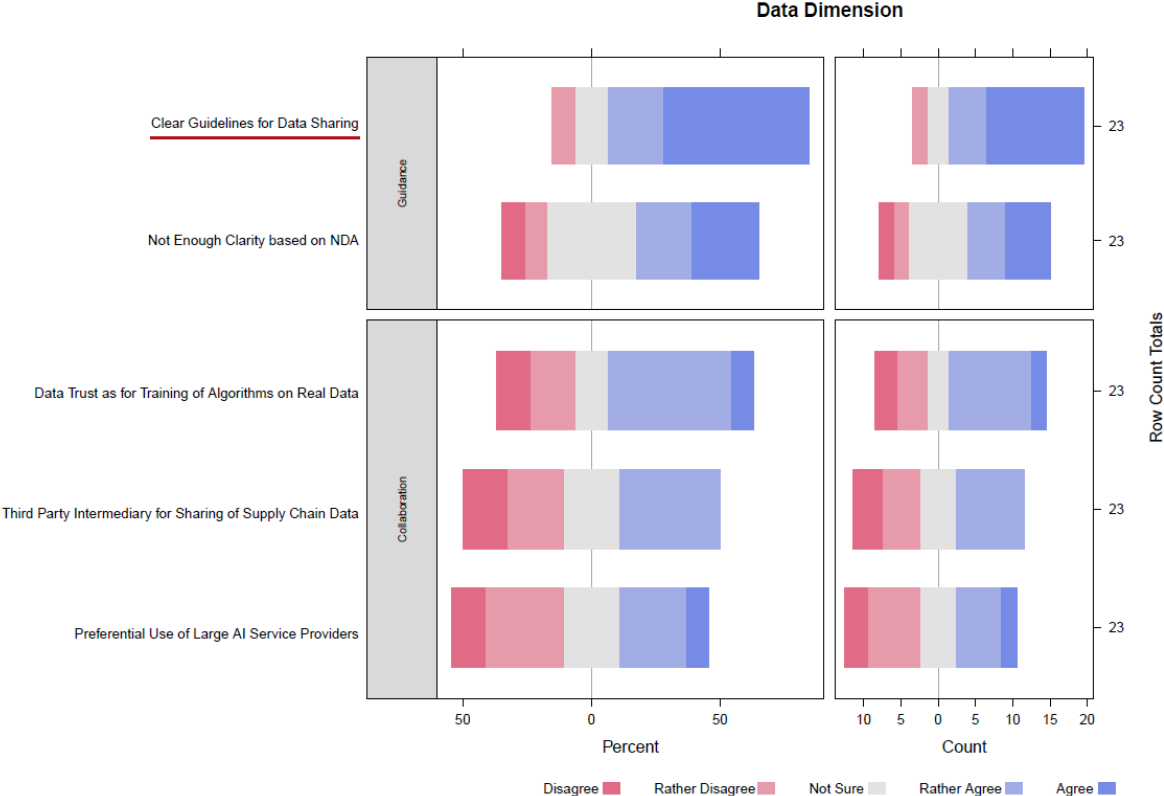 Data Dimension
Clear Guidelines for Data Sharing
Not Enough Clarity based on NDA
Guidance
23
23
Data Trust as for Training of Algorithms on Real Data
Third Party Intermediary for Sharing of Supply Chain Data
Preferential Use of Large AI Service Providers
Collaboration
23
23
23
Row Count Totals
50 0 50
10 5 0 5 10 15 20
Percent
Count
Disagree Rather Disagree Not Sure Rather Agree Agree